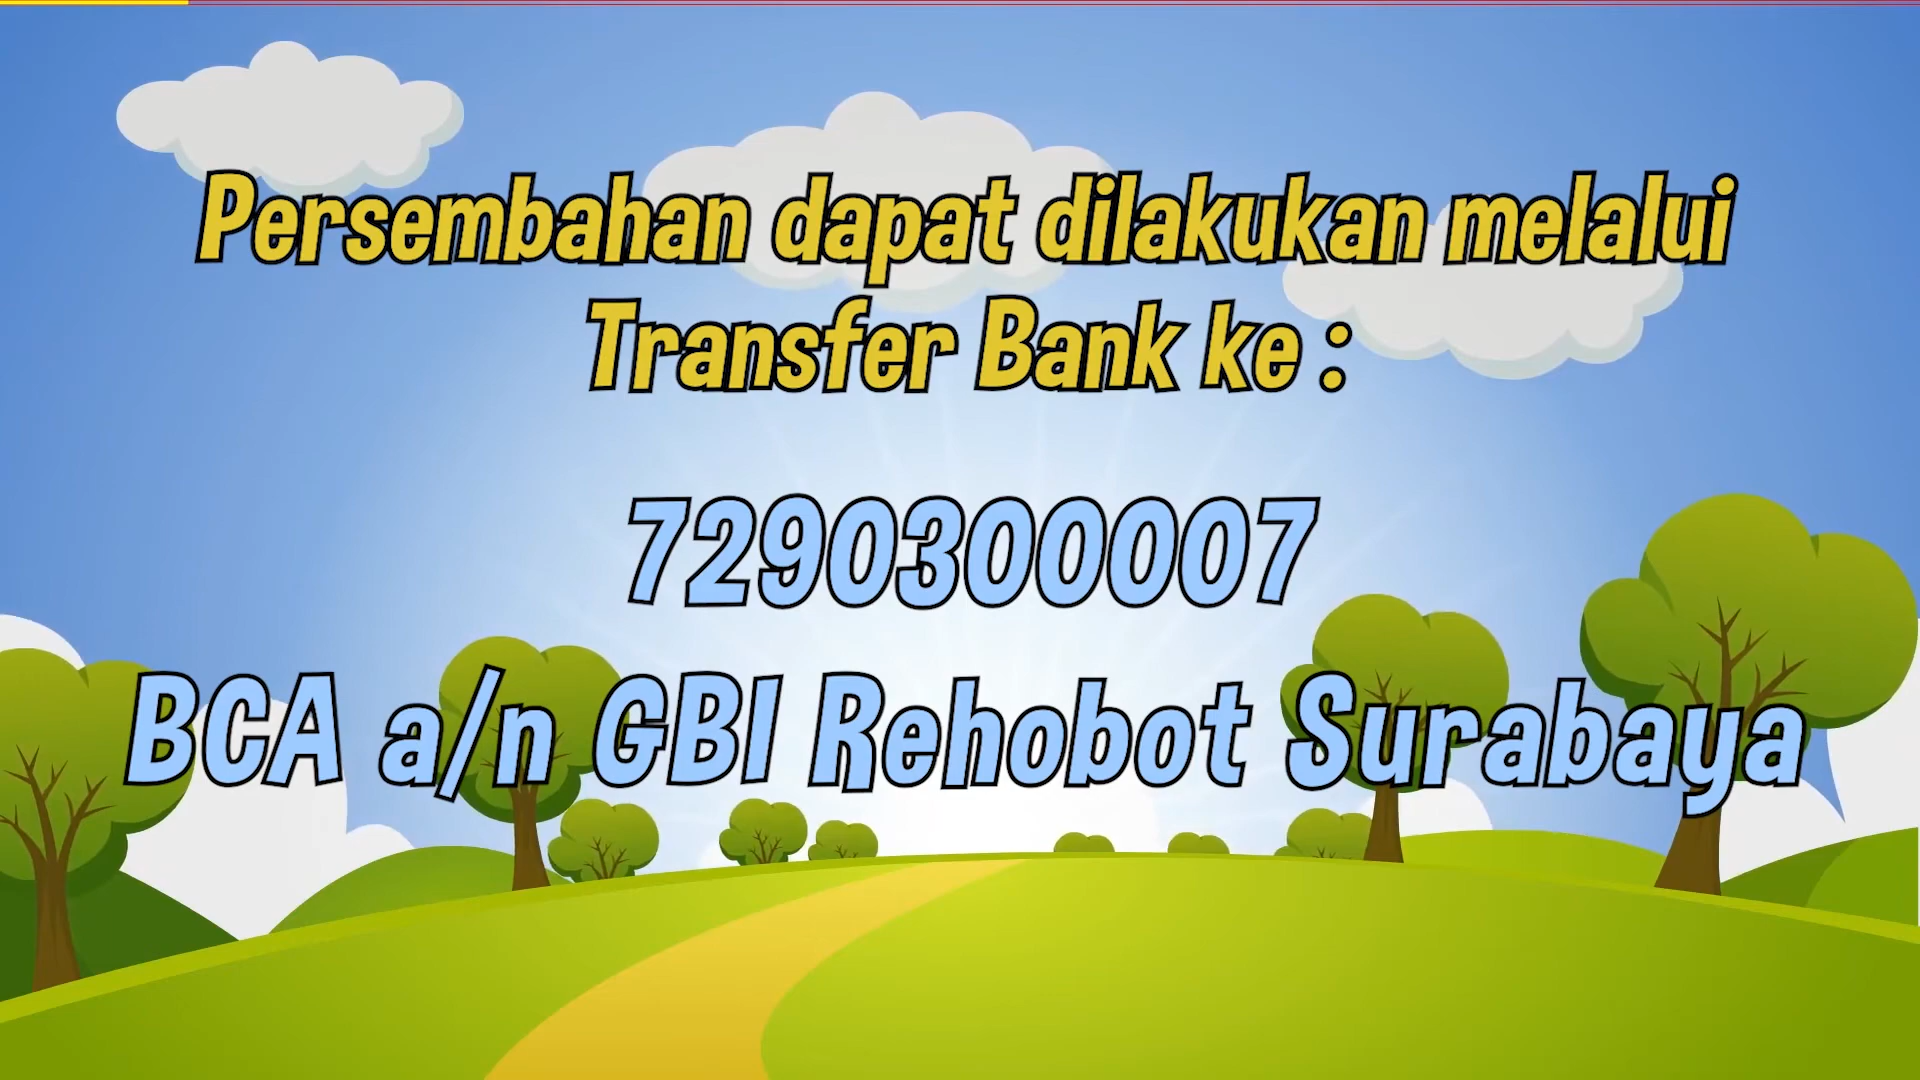 Persembahan dapat dilakukan melalui
Transfer Bank ke :
7290300007
BCA a/n GBI Rehobot Surabaya